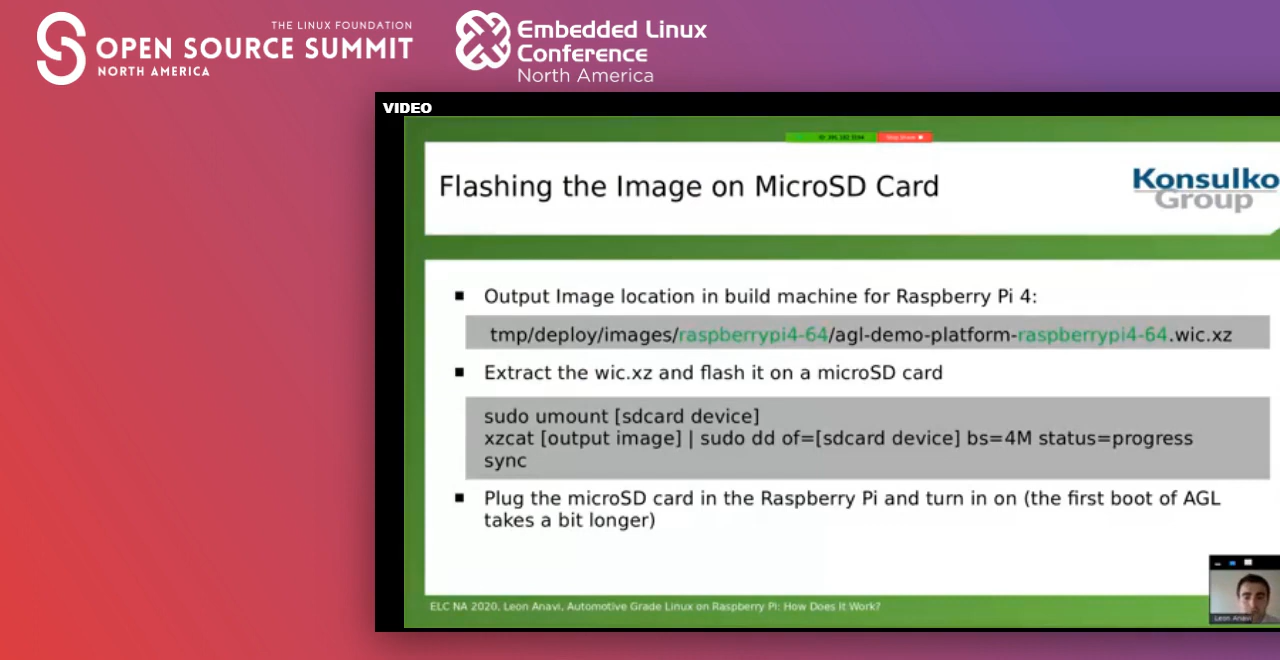 THE LINUX FOUNDATION
OPEN SOURCE SUMMIT
NORTH AMERICA
Embedded Linux
Conference
North America
VIDEO
Flashing the Image on MicroSD Card
Konsulko
Group
■ Output Image location in build machine for Raspberry Pi 4:
tmp/deploy/images/raspberrypi4-64/agl-demo-platform-raspberrypi4-64.wic.xz
■ Extract the wic.xz and flash it on a microSD card
sudo umount [sdcard device]
xzcat [output image] | sudo dd of=[sdcard device] bs=4M status=progress
sync
■ Plug the microSD card in the Raspberry Pi and turn in on (the first boot of AGL
takes a bit longer)
ELC NA 2020, Leon Anavi, Automotive Grade Linux on Raspberry Pi: How Does It Work?
Leon Anavi